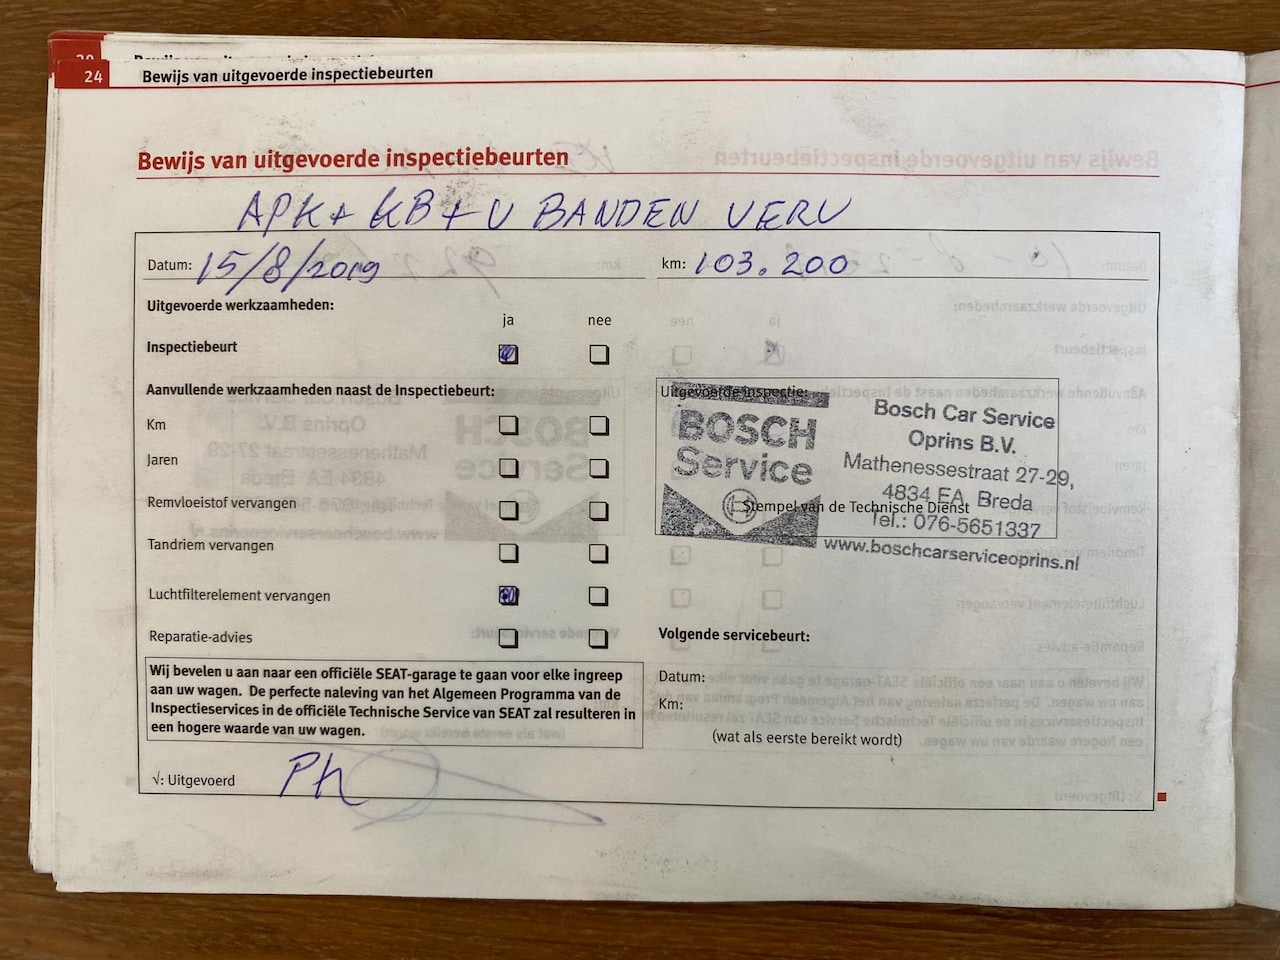 24 Bewijs van uitgevoerde inspectiebeurten
Bewijs van uitgevoerde inspectiebeurten
APK + KB + V BANDEN VERV
Datum: 15/8/2019 km: 103.200
Uitgevoerde werkzaamheden:
ja nee
Inspectiebeurt
Aanvullende werkzaamheden naast de Inspectiebeurt:
Km
Jaren
Remvloeistof vervangen
Tandriem vervangen
Luchtfilterelement vervangen
Reparatie-advies
Wij bevelen u aan naar een officiële SEAT-garage te gaan voor elke ingreep
aan uw wagen. De perfecte naleving van het Algemeen Programma van de
Inspectieservices in de officiële Technische Service van SEAT zal resulteren in
een hogere waarde van uw wagen.
√: Uitgevoerd
Uitgevoerde inspectie:
BOSCH
Service
Bosch Car Service
Oprins B.V.
Mathenessestraat 27-29,
4834 EA, Breda
Stempel van de Technische Dienst
Tel.: 076-5651337
www.boschcarserviceoprins.nl
Volgende servicebeurt:
Datum:
Km:
(wat als eerste bereikt wordt)